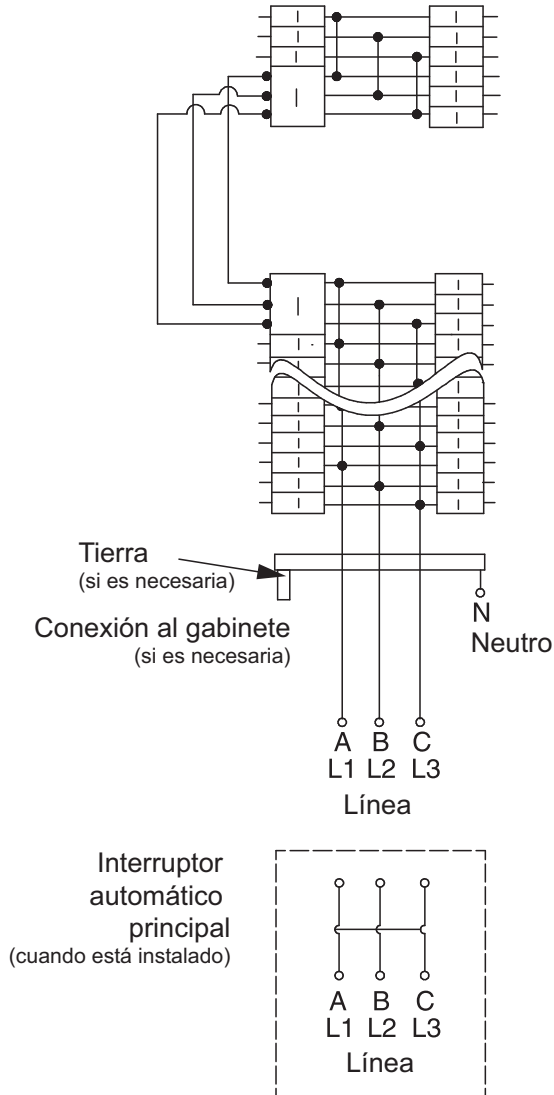 Tierra
(si es necesaria)
Conexión al gabinete
(si es necesaria)
N
Neutro
A B C
L1 L2 L3
Línea
Interruptor
automático
principal
(cuando está instalado)
A B C
L1 L2 L3
Línea